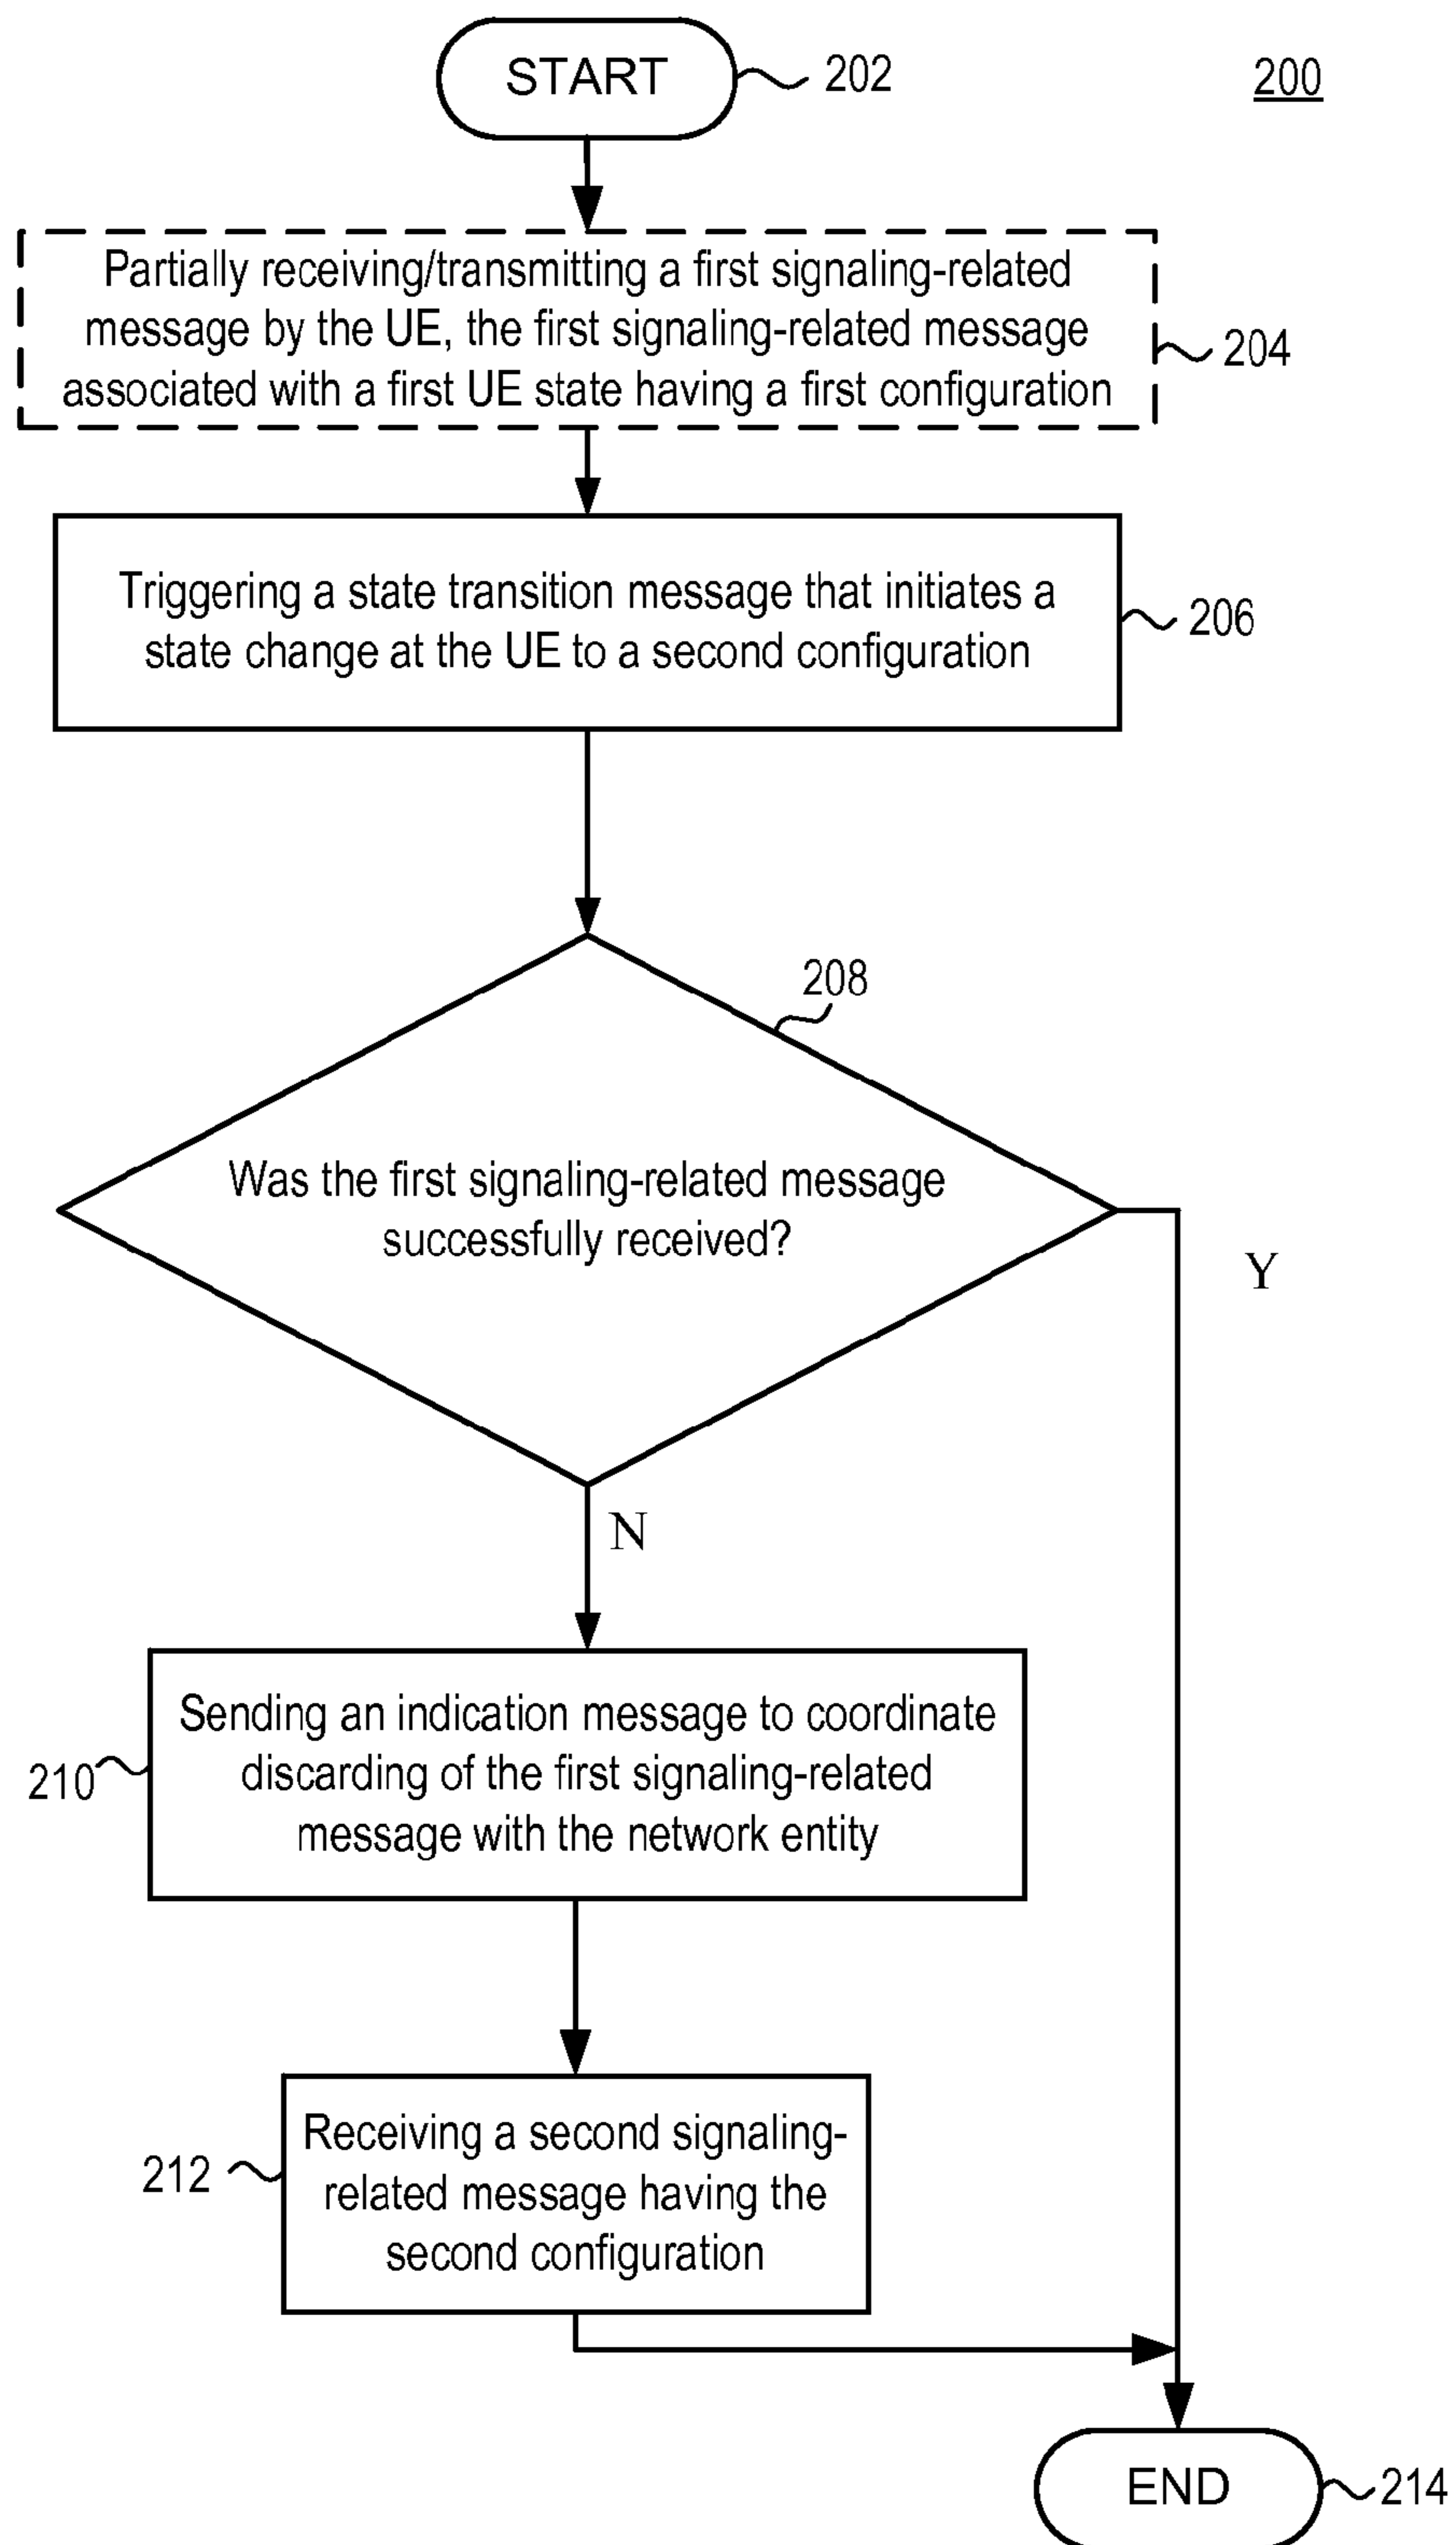 START
202
200
Partially receiving/transmitting a first signaling-related
message by the UE, the first signaling-related message
associated with a first UE state having a first configuration
204
Triggering a state transition message that initiates a
state change at the UE to a second configuration
206
208
Was the first signaling-related message
successfully received?
Y
N
Sending an indication message to coordinate
discarding of the first signaling-related
message with the network entity
210
Receiving a second signaling-
related message having the
second configuration
212
END
214